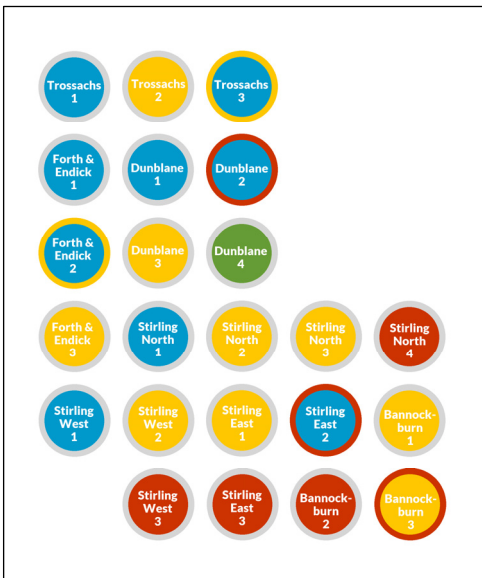 Trossachs
1
Trossachs
2
Trossachs
3
Forth &
Endick
1
Dunblane
1
Dunblane
2
Forth &
Endick
2
Dunblane
3
Dunblane
4
Forth &
Endick
3
Stirling
North
1
Stirling
North
2
Stirling
North
3
Stirling
North
4
Stirling
West
1
Stirling
West
2
Stirling
East
1
Stirling
East
2
Bannock-
burn
1
Stirling
West
3
Stirling
East
3
Bannock-
burn
2
Bannock-
burn
3